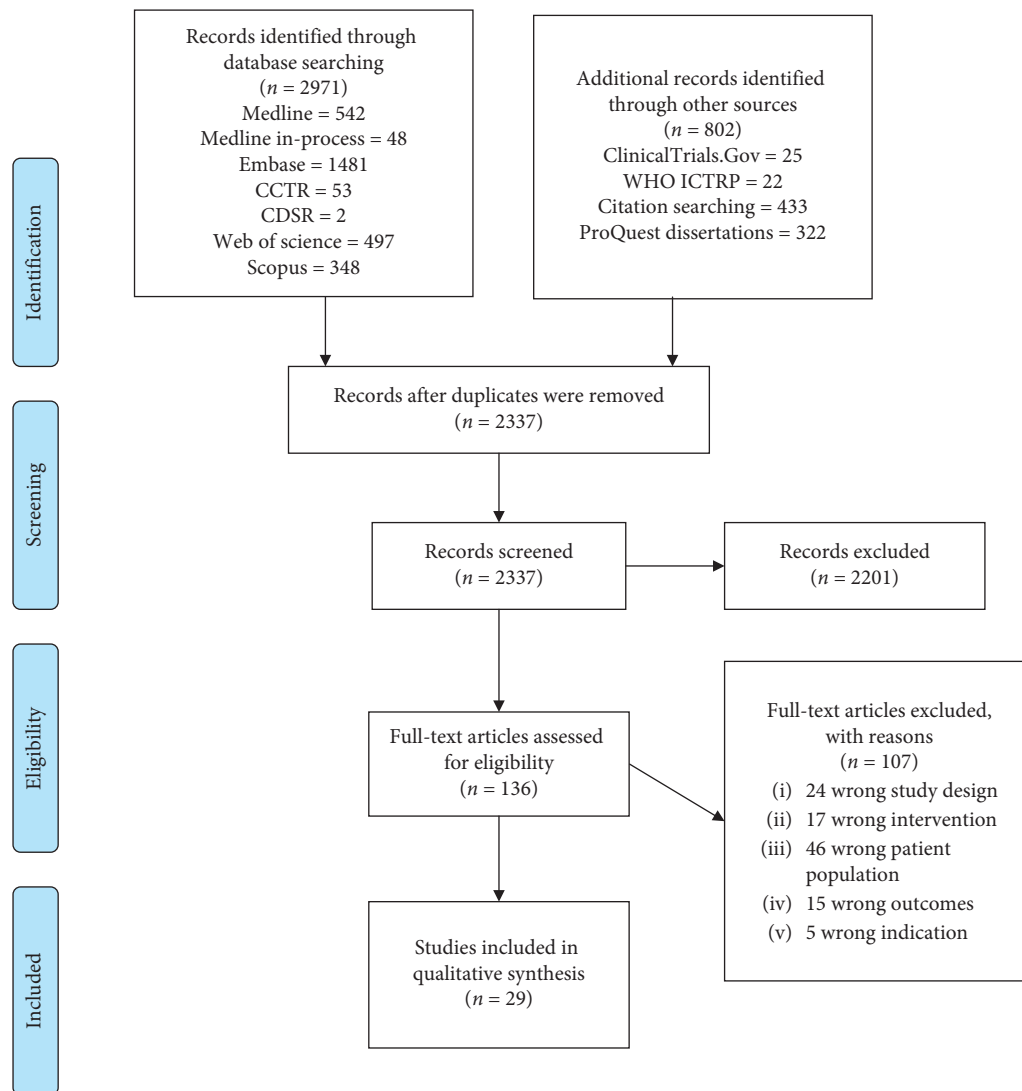 Records identified through
database searching
(n = 2971)
Medline = 542
Medline in-process = 48
Embase = 1481
CCTR = 53
CDSR = 2
Web of science = 497
Scopus = 348
Additional records identified
through other sources
(n = 802)
ClinicalTrials.Gov = 25
WHO ICTRP = 22
Citation searching = 433
ProQuest dissertations = 322
Identification
Records after duplicates were removed
(n = 2337)
Screening
Records screened
(n = 2337)
Records excluded
(n = 2201)
Eligibility
Full-text articles assessed
for eligibility
(n = 136)
Full-text articles excluded,
with reasons
(n = 107)
(i) 24 wrong study design
(ii) 17 wrong intervention
(iii) 46 wrong patient
population
(iv) 15 wrong outcomes
(v) 5 wrong indication
Included
Studies included in
qualitative synthesis
(n = 29)